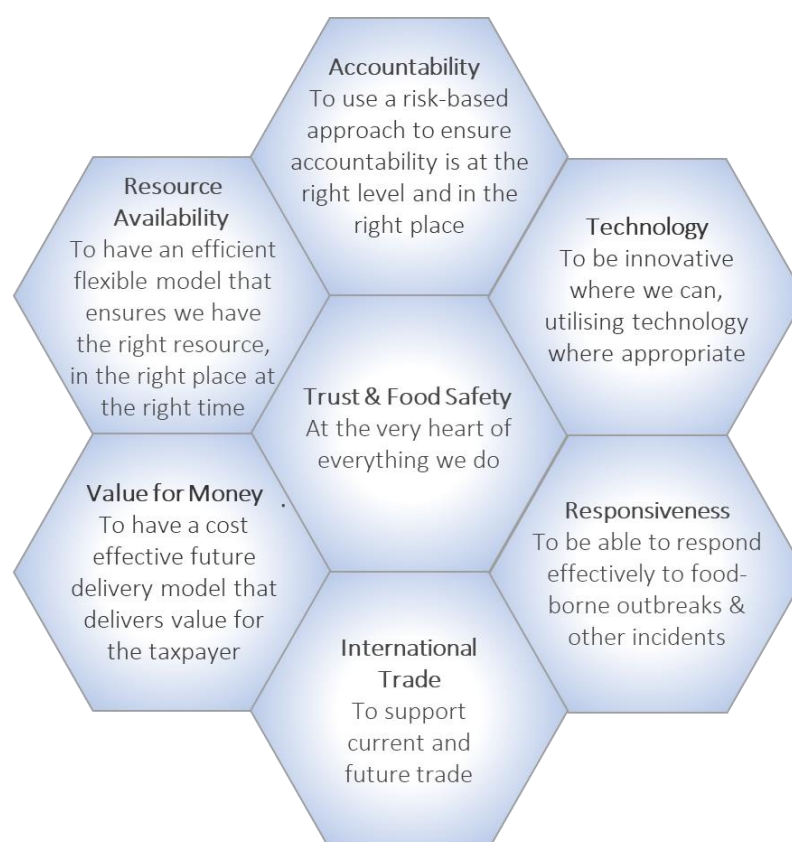 Accountability
To use a risk-based
approach to ensure
accountability is at the
right level and in the
right place
Resource
Availability
To have an efficient
flexible model that
ensures we have
the right resource,
in the right place at
the right time
Technology
To be innovative
where we can,
utilising technology
where appropriate
Trust & Food Safety
At the very heart of
everything we do
Value for Money .
To have a cost
effective future
delivery model that
delivers value for
the taxpayer
Responsiveness
To be able to respond
effectively to food-
borne outbreaks &
other incidents
International
Trade
To support
current and
future trade